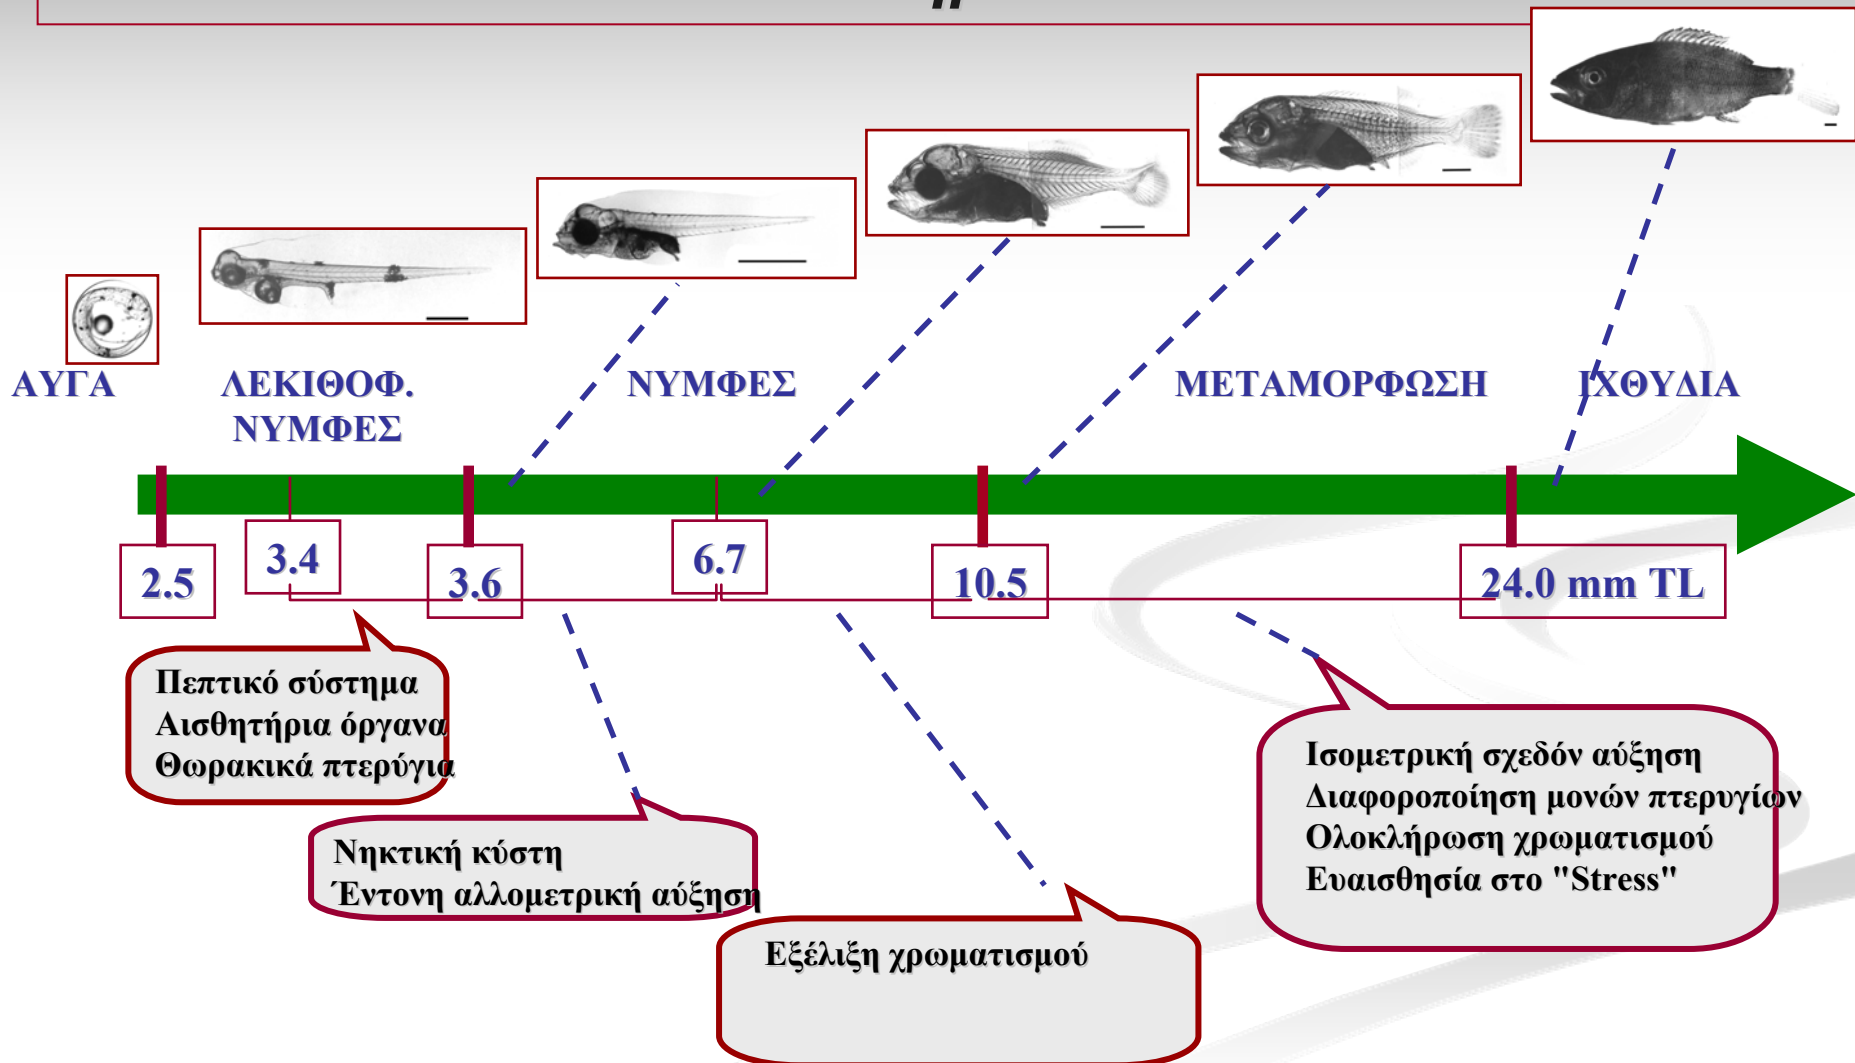 ΑΥΓΑ
ΛΕΚΙΘΟΦ.
ΝΥΜΦΕΣ
ΝΥΜΦΕΣ
ΜΕΤΑΜΟΡΦΩΣΗ
ΙΧΘΥΔΙΑ
2.5
3.4
3.6
6.7
10.5
24.0 mm TL
Πεπτικό σύστημα
Αισθητήρια όργανα
Θωρακικά πτερύγια
Νηκτική κύστη
Έντονη αλλομετρική αύξηση
Εξέλιξη χρωματισμού
Ισομετρική σχεδόν αύξηση
Διαφοροποίηση μονών πτερυγίων
Ολοκλήρωση χρωματισμού
Ευαισθησία στο "Stress"